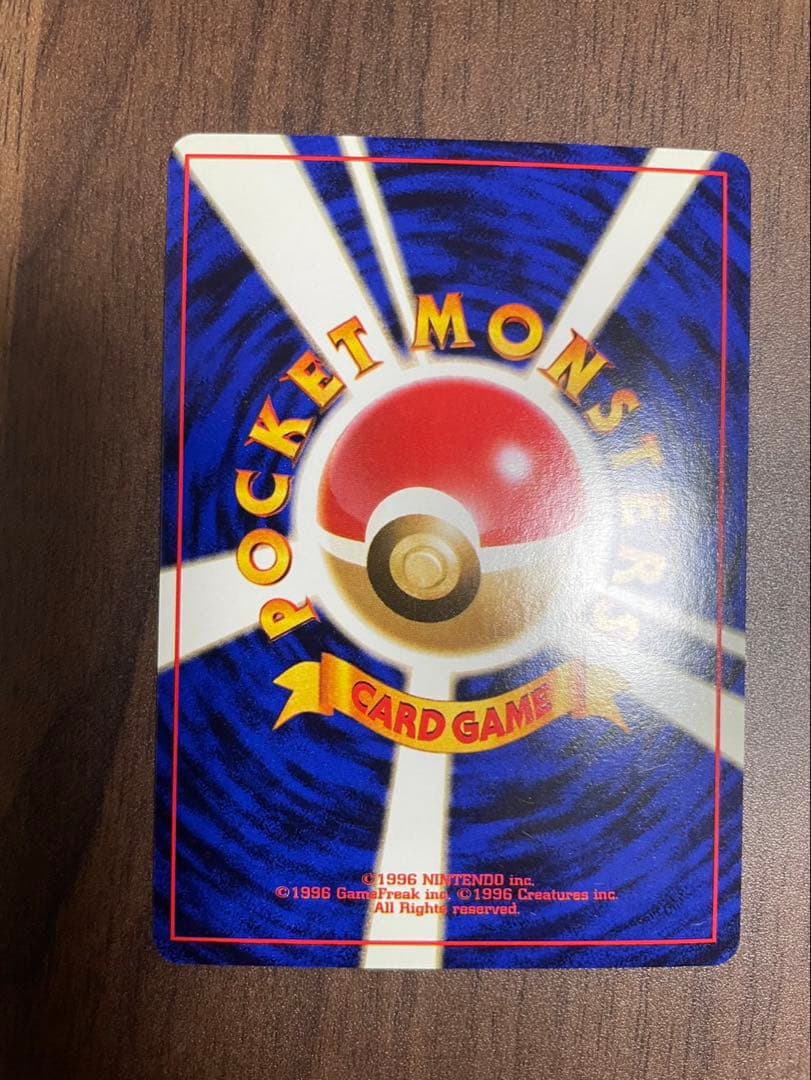 POCKET MONSTERS
CARD GAME
©1996 NINTENDO inc.
©1996 GameFreak inc. ©1996 Creatures inc.
All Rights reserved.